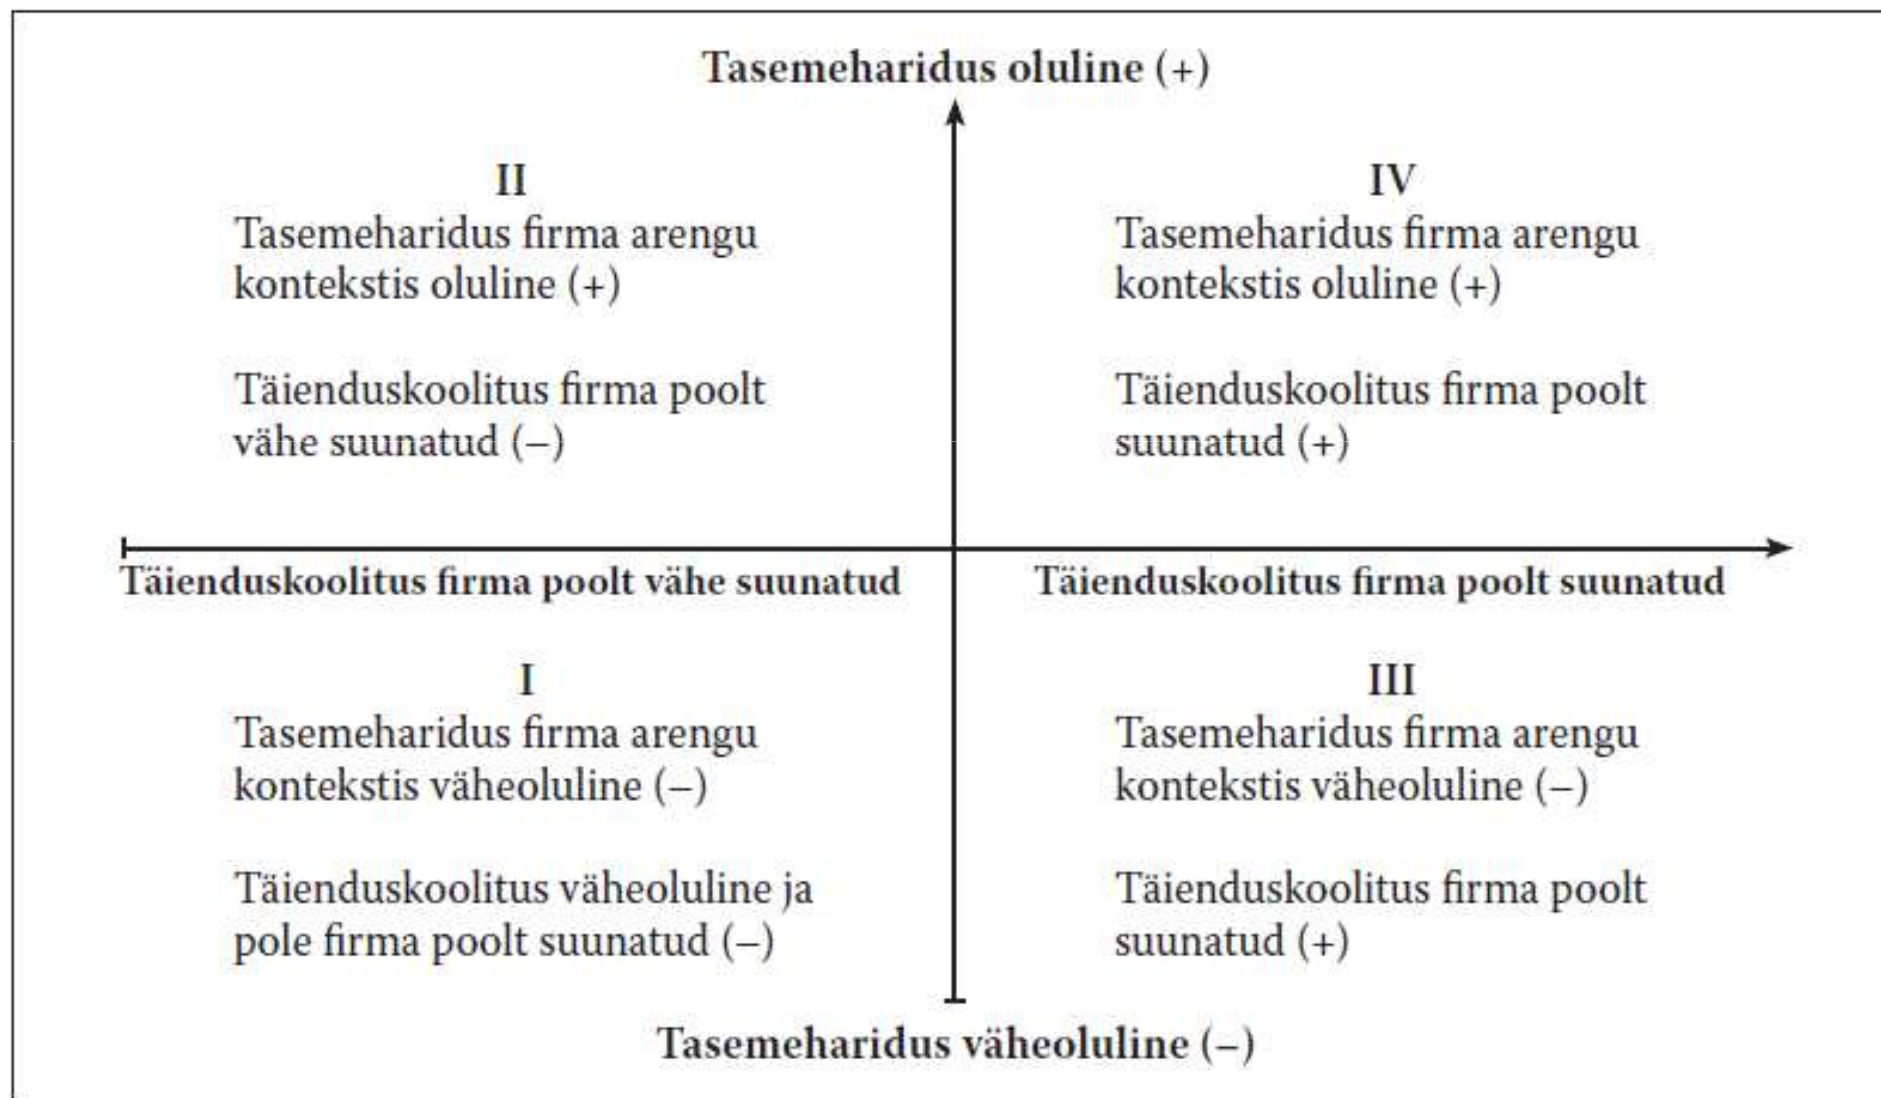 Tasemeharidus oluline (+)
II
Tasemeharidus firma arengu
kontekstis oluline (+)
Täienduskoolitus firma poolt
vähe suunatud (–)
IV
Tasemeharidus firma arengu
kontekstis oluline (+)
Täienduskoolitus firma poolt
suunatud (+)
Täienduskoolitus firma poolt vähe suunatud
Täienduskoolitus firma poolt suunatud
I
Tasemeharidus firma arengu
kontekstis väheoluline (–)
Täienduskoolitus väheoluline ja
pole firma poolt suunatud (–)
III
Tasemeharidus firma arengu
kontekstis väheoluline (–)
Täienduskoolitus firma poolt
suunatud (+)
Tasemeharidus väheoluline (–)